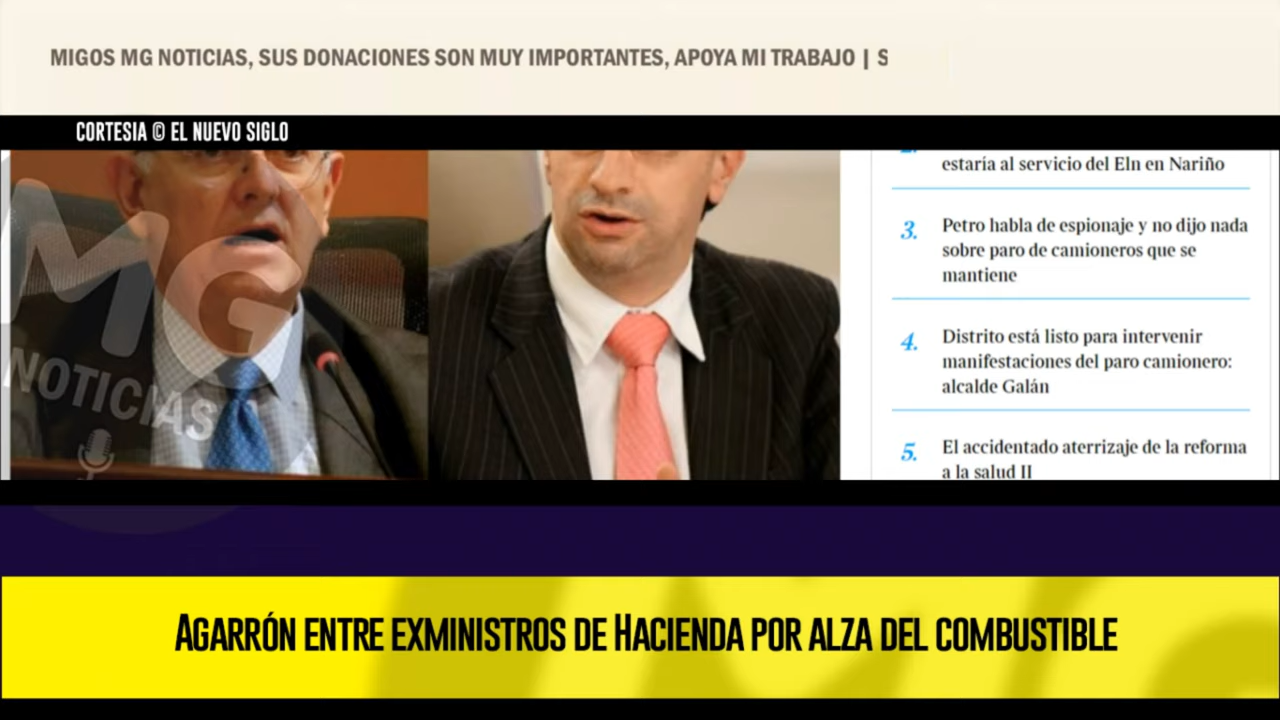 MIGOS MG NOTICIAS, SUS DONACIONES SON MUY IMPORTANTES, APOYA MI TRABAJO | S
CORTESIA © EL NUEVO SIGLO
estaría al servicio del Eln en Nariño
3. Petro habla de espionaje y no dijo nada
sobre paro de camioneros que se
mantiene
4. Distrito está listo para intervenir
manifestaciones del paro camionero:
alcalde Galán
5. El accidentado aterrizaje de la reforma
a la salud II
MG
NOTICIAS
AGARRÓN ENTRE EXMINISTROS DE HACIENDA POR ALZA DEL COMBUSTIBLE